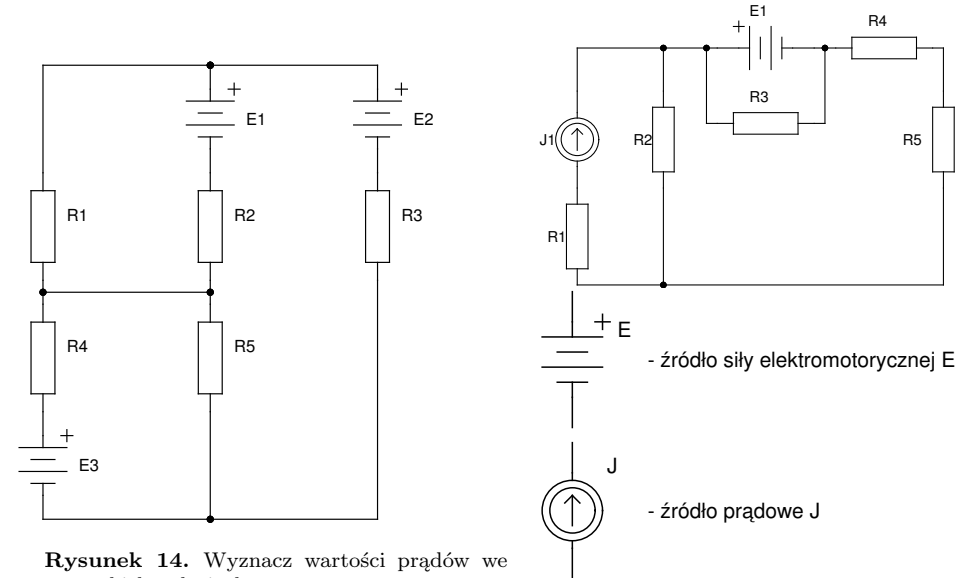 +
E1
+
E2
R1
R2
R3
R4
R5
+
E3
Rysunek 14. Wyznacz wartości prądów we
E1
+
R4
R3
J1
R2
R5
R1
+ E
- źródło siły elektromotorycznej E
J
- źródło prądowe J